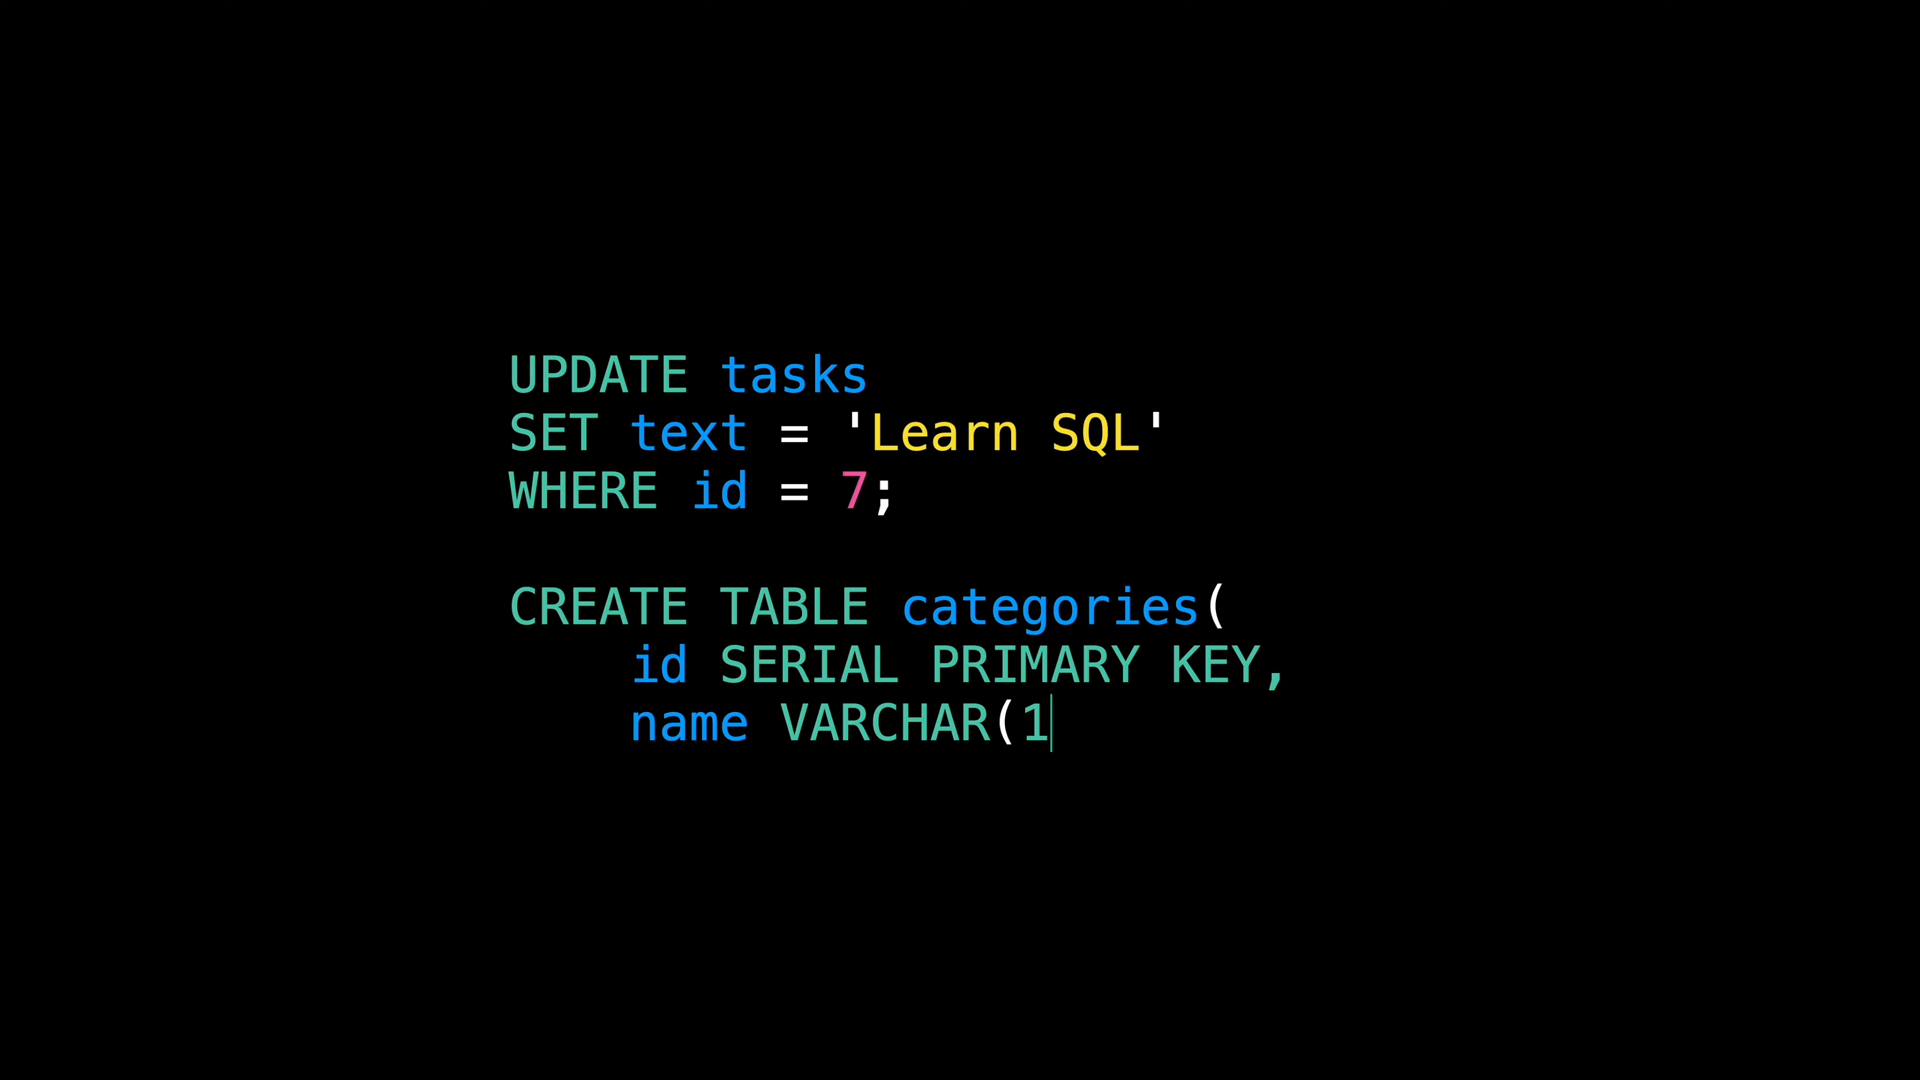 UPDATE tasks
SET text = 'Learn SQL'
WHERE id = 7;

CREATE TABLE categories(
    id SERIAL PRIMARY KEY,
    name VARCHAR(1